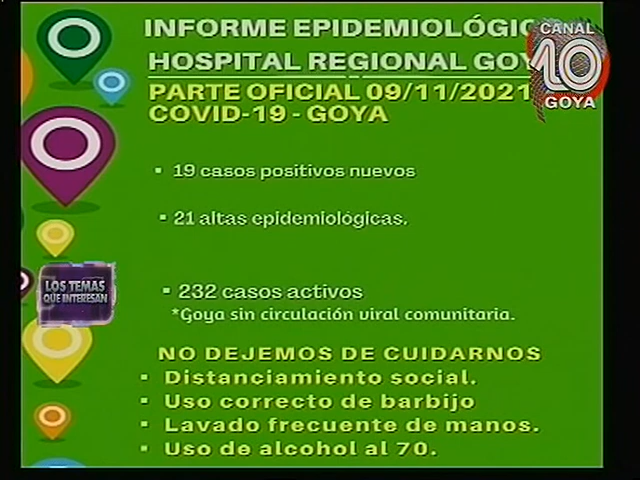 INFORME EPIDEMIOLÓGIC
HOSPITAL REGIONAL GOY
PARTE OFICIAL 09/11/2021
COVID-19 - GOYA
CANAL
10
GOYA
▪ 19 casos positivos nuevos
▪ 21 altas epidemiológicas.
LOS TEMAS
QUE INTERESAN
▪ 232 casos activos
*Goya sin circulación viral comunitaria.
NO DEJEMOS DE CUIDARNOS
▪ Distanciamiento social.
▪ Uso correcto de barbijo
▪ Lavado frecuente de manos.
▪ Uso de alcohol al 70.